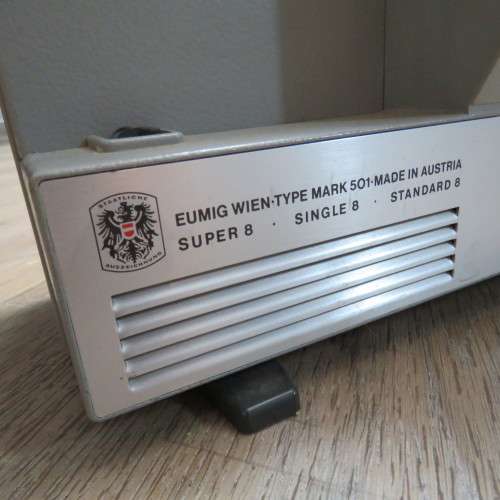 STAATLICHE
AUSZEICHNUNG
EUMIG WIEN·TYPE MARK 501·MADE IN AUSTRIA
SUPER 8 · SINGLE 8 · STANDARD 8